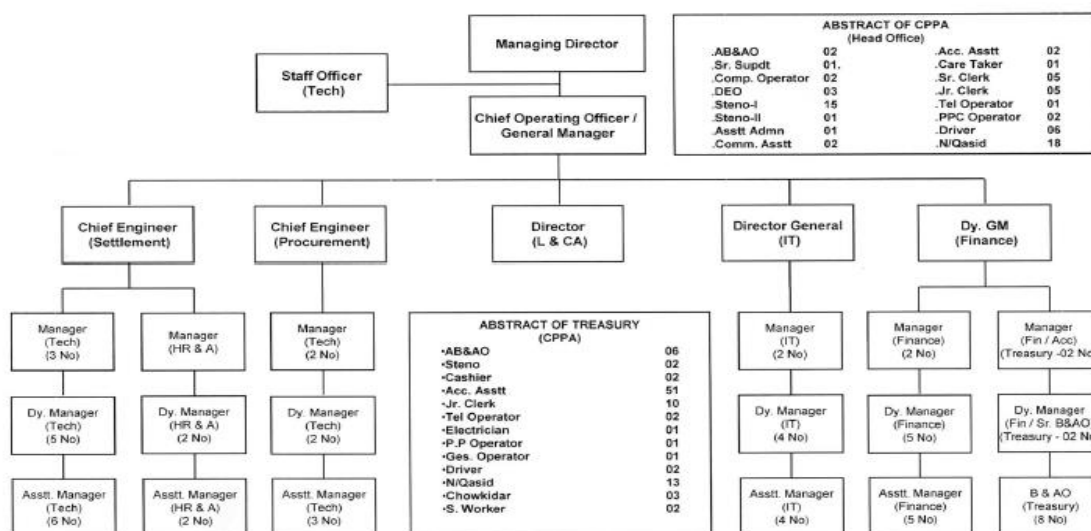 Managing Director
Staff Officer
(Tech)
Chief Operating Officer /
General Manager
ABSTRACT OF CPPA
(Head Office)
.AB&AO 02 .Acc. Asstt 02
.Sr. Supdt 01. .Care Taker 01
.Comp. Operator 02 .Sr. Clerk 05
.DEO 03 .Jr. Clerk 05
.Steno-I 15 .Tel Operator 01
.Steno-II 01 .PPC Operator 02
.Asstt Admn 01 .Driver 06
.Comm. Asstt 02 .N/Qasid 18
Chief Engineer
(Settlement)
Chief Engineer
(Procurement)
Director
(L & CA)
Director General
(IT)
Dy. GM
(Finance)
Manager
(Tech)
(3 No)
Manager
(HR & A)
Manager
(Tech)
(2 No)
ABSTRACT OF TREASURY
(CPPA)
•AB&AO 06
•Steno 02
•Cashier 02
•Acc. Asstt 51
•Jr. Clerk 10
•Tel Operator 02
•Electrician 01
•P.P Operator 01
•Ges. Operator 01
•Driver 02
•N/Qasid 13
•Chowkidar 03
•S. Worker 02
Manager
(IT)
(2 No)
Manager
(Finance)
(2 No)
Manager
(Fin / Acc)
(Treasury -02 No)
Dy. Manager
(Tech)
(5 No)
Dy. Manager
(HR & A)
(2 No)
Dy. Manager
(Tech)
(2 No)
Dy. Manager
(IT)
(4 No)
Dy. Manager
(Finance)
(5 No)
Dy. Manager
(Fin / Sr. B&AO)
(Treasury - 02 No)
Asstt. Manager
(Tech)
(6 No)
Asstt. Manager
(HR & A)
(2 No)
Asstt. Manager
(Tech)
(3 No)
Asstt. Manager
(IT)
(4 No)
Asstt. Manager
(Finance)
(5 No)
B & AO
(Treasury)
(8 No)